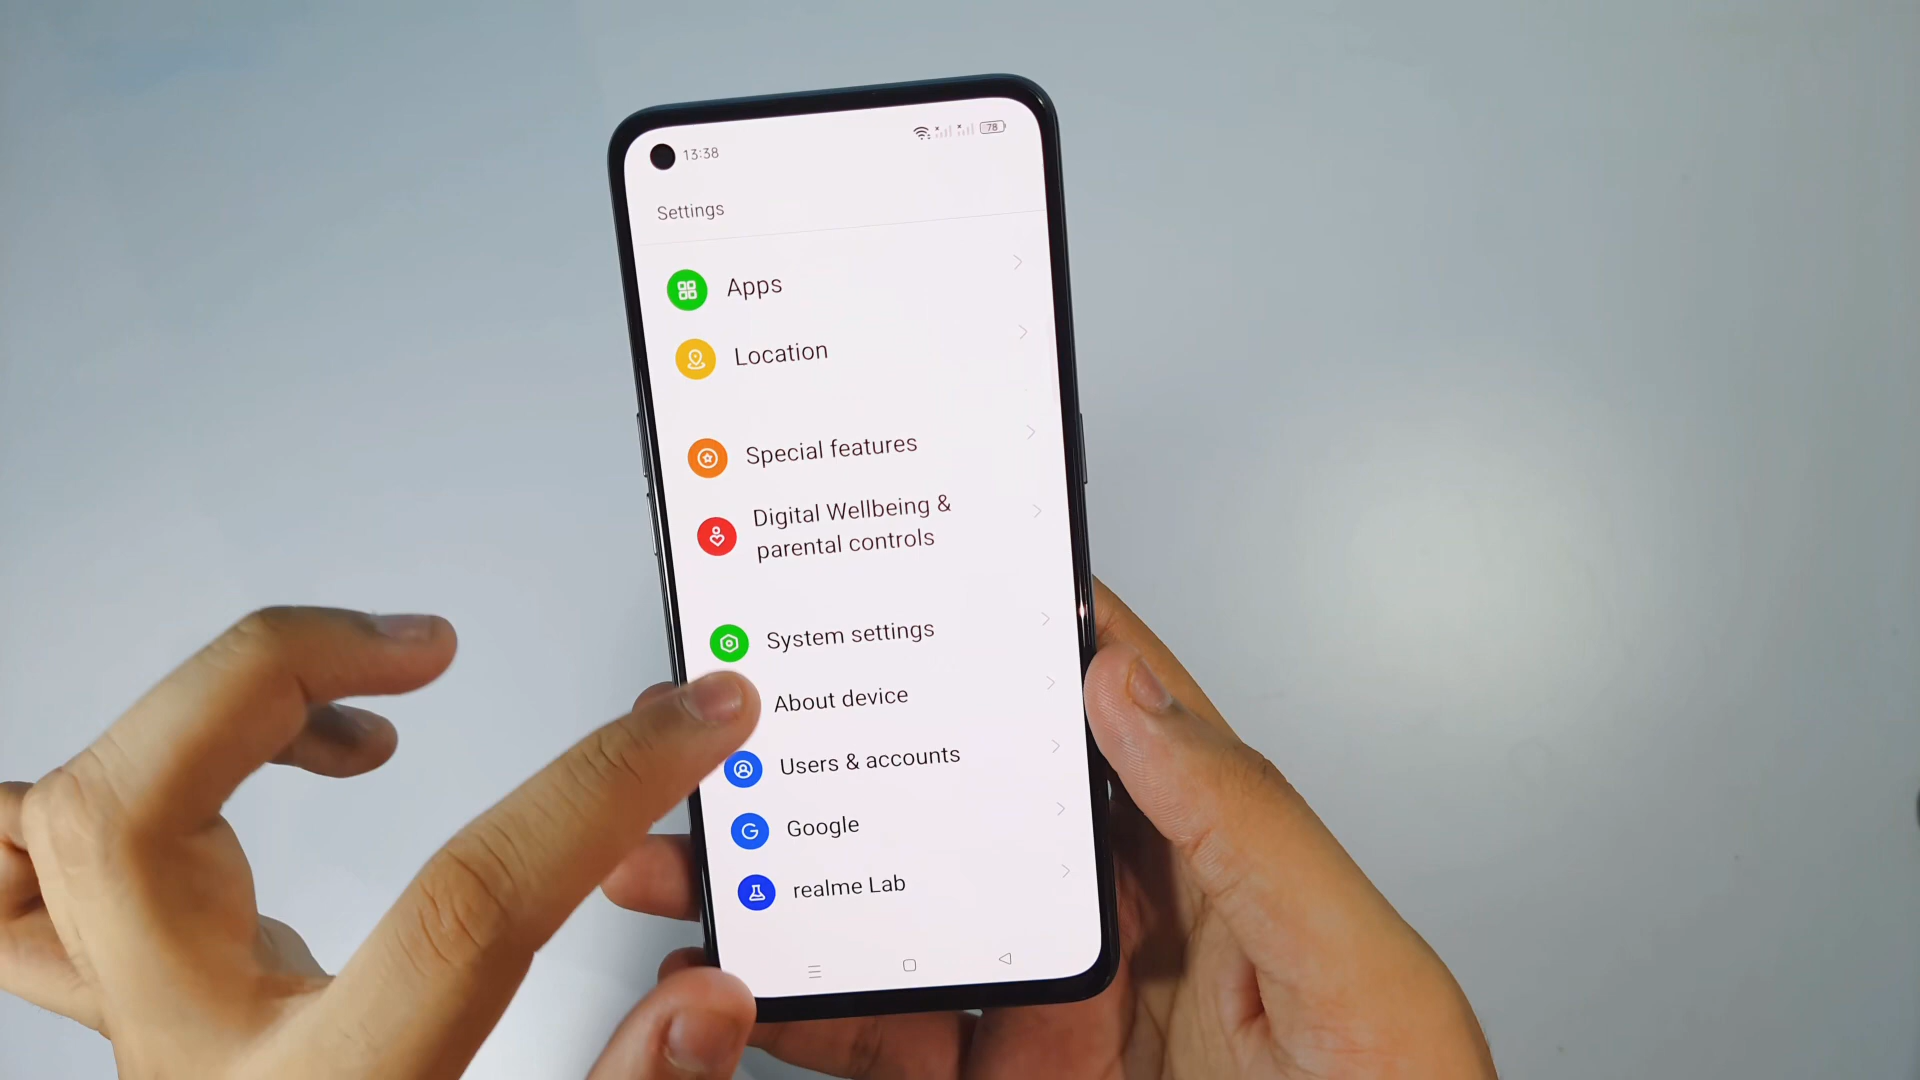 13:38
78
Settings
Apps
Location
Special features
Digital Wellbeing &
parental controls
System settings
About device
Users & accounts
Google
realme Lab